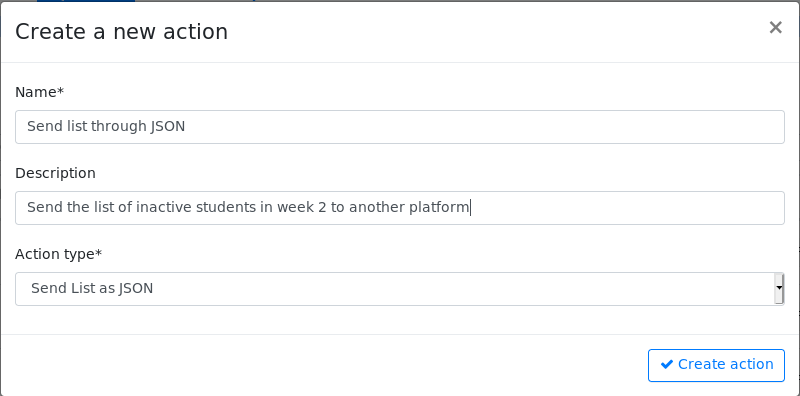 Create a new action
×
Name*
Send list through JSON
Description
Send the list of inactive students in week 2 to another platform
Action type*
Send List as JSON
Create action